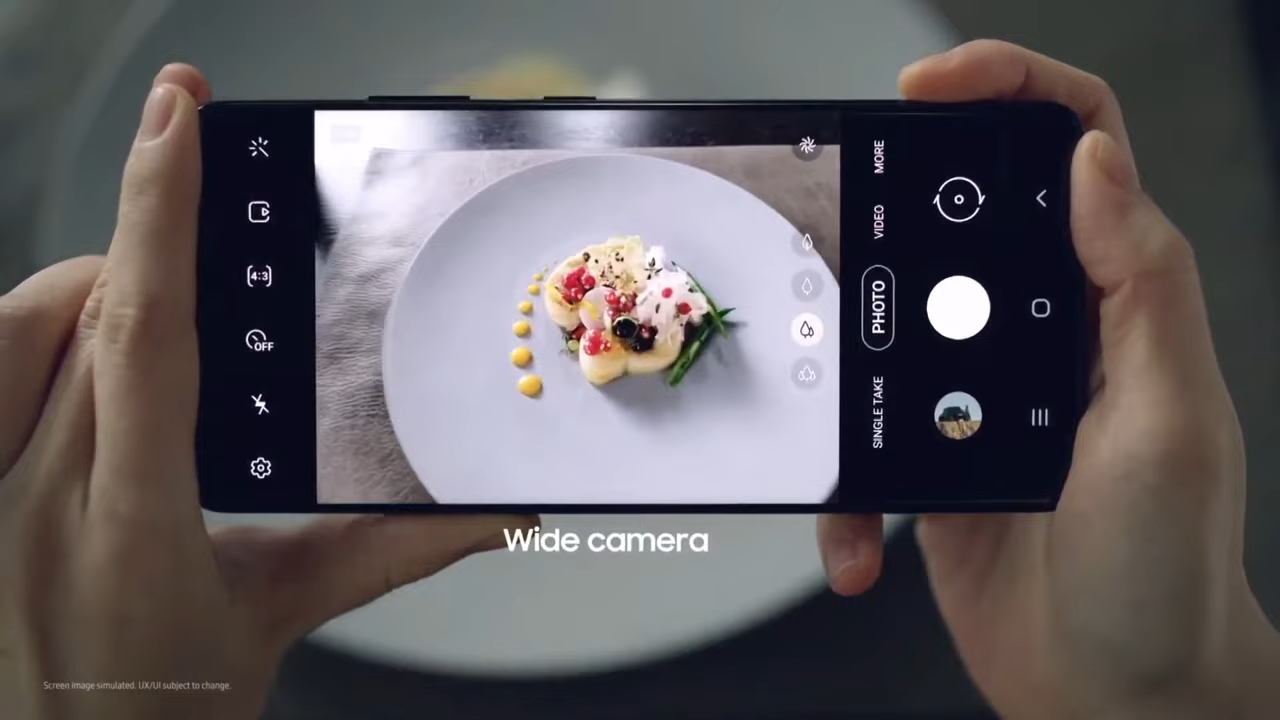 4:3
OFF
MORE
VIDEO
PHOTO
SINGLE TAKE
Wide camera
Screen image simulated. UX/UI subject to change.